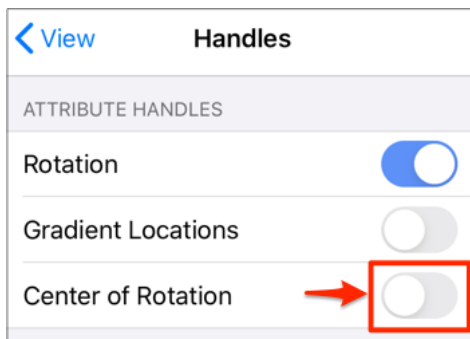 View
Handles
ATTRIBUTE HANDLES
Rotation
Gradient Locations
Center of Rotation